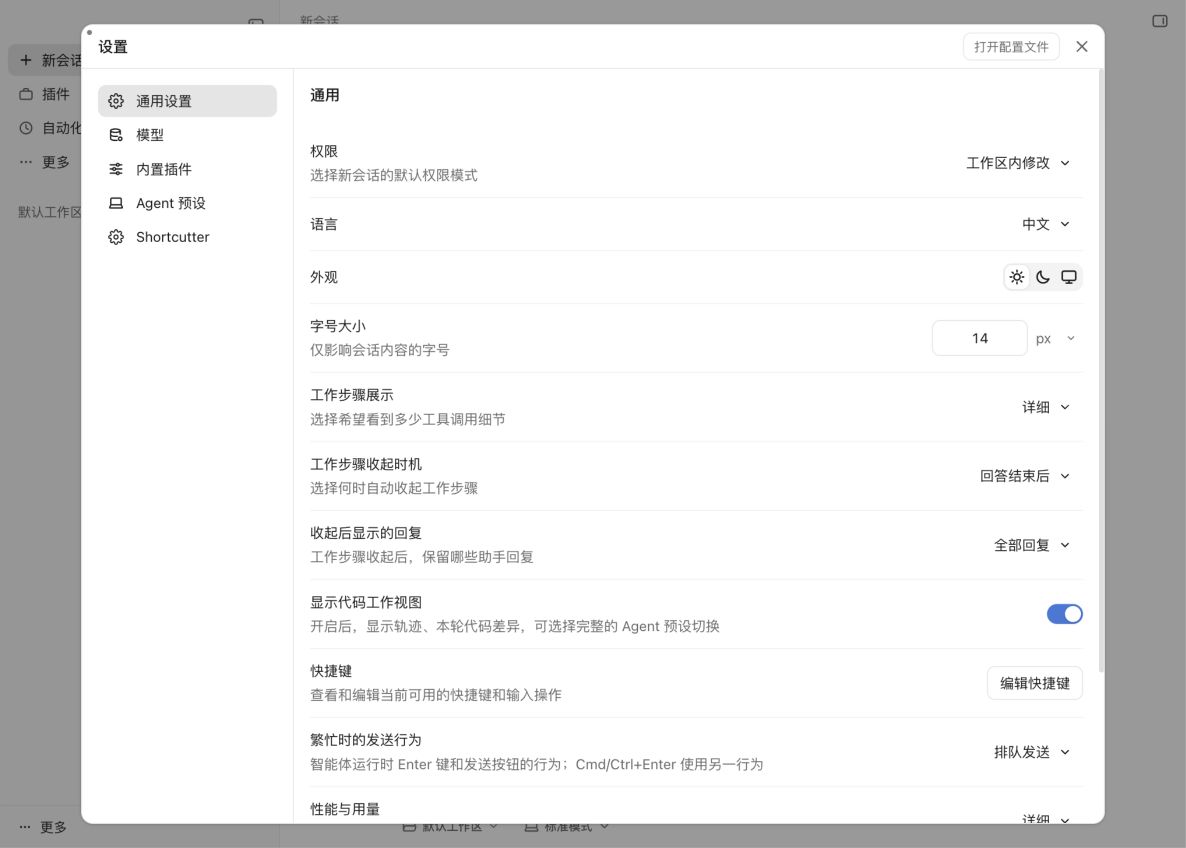 新会话
新会话
插件
自动化
更多
默认工作区
更多
设置
打开配置文件
通用设置
模型
内置插件
Agent 预设
Shortcutter
通用
权限
选择新会话的默认权限模式
工作区内修改
语言
中文
外观
字号大小
仅影响会话内容的字号
14
px
工作步骤展示
选择希望看到多少工具调用细节
详细
工作步骤收起时机
选择何时自动收起工作步骤
回答结束后
收起后显示的回复
工作步骤收起后，保留哪些助手回复
全部回复
显示代码工作视图
开启后，显示轨迹、本轮代码差异，可选择完整的 Agent 预设切换
快捷键
查看和编辑当前可用的快捷键和输入操作
编辑快捷键
繁忙时的发送行为
智能体运行时 Enter 键和发送按钮的行为；Cmd/Ctrl+Enter 使用另一行为
排队发送
性能与用量
详细
默认工作区
标准模式